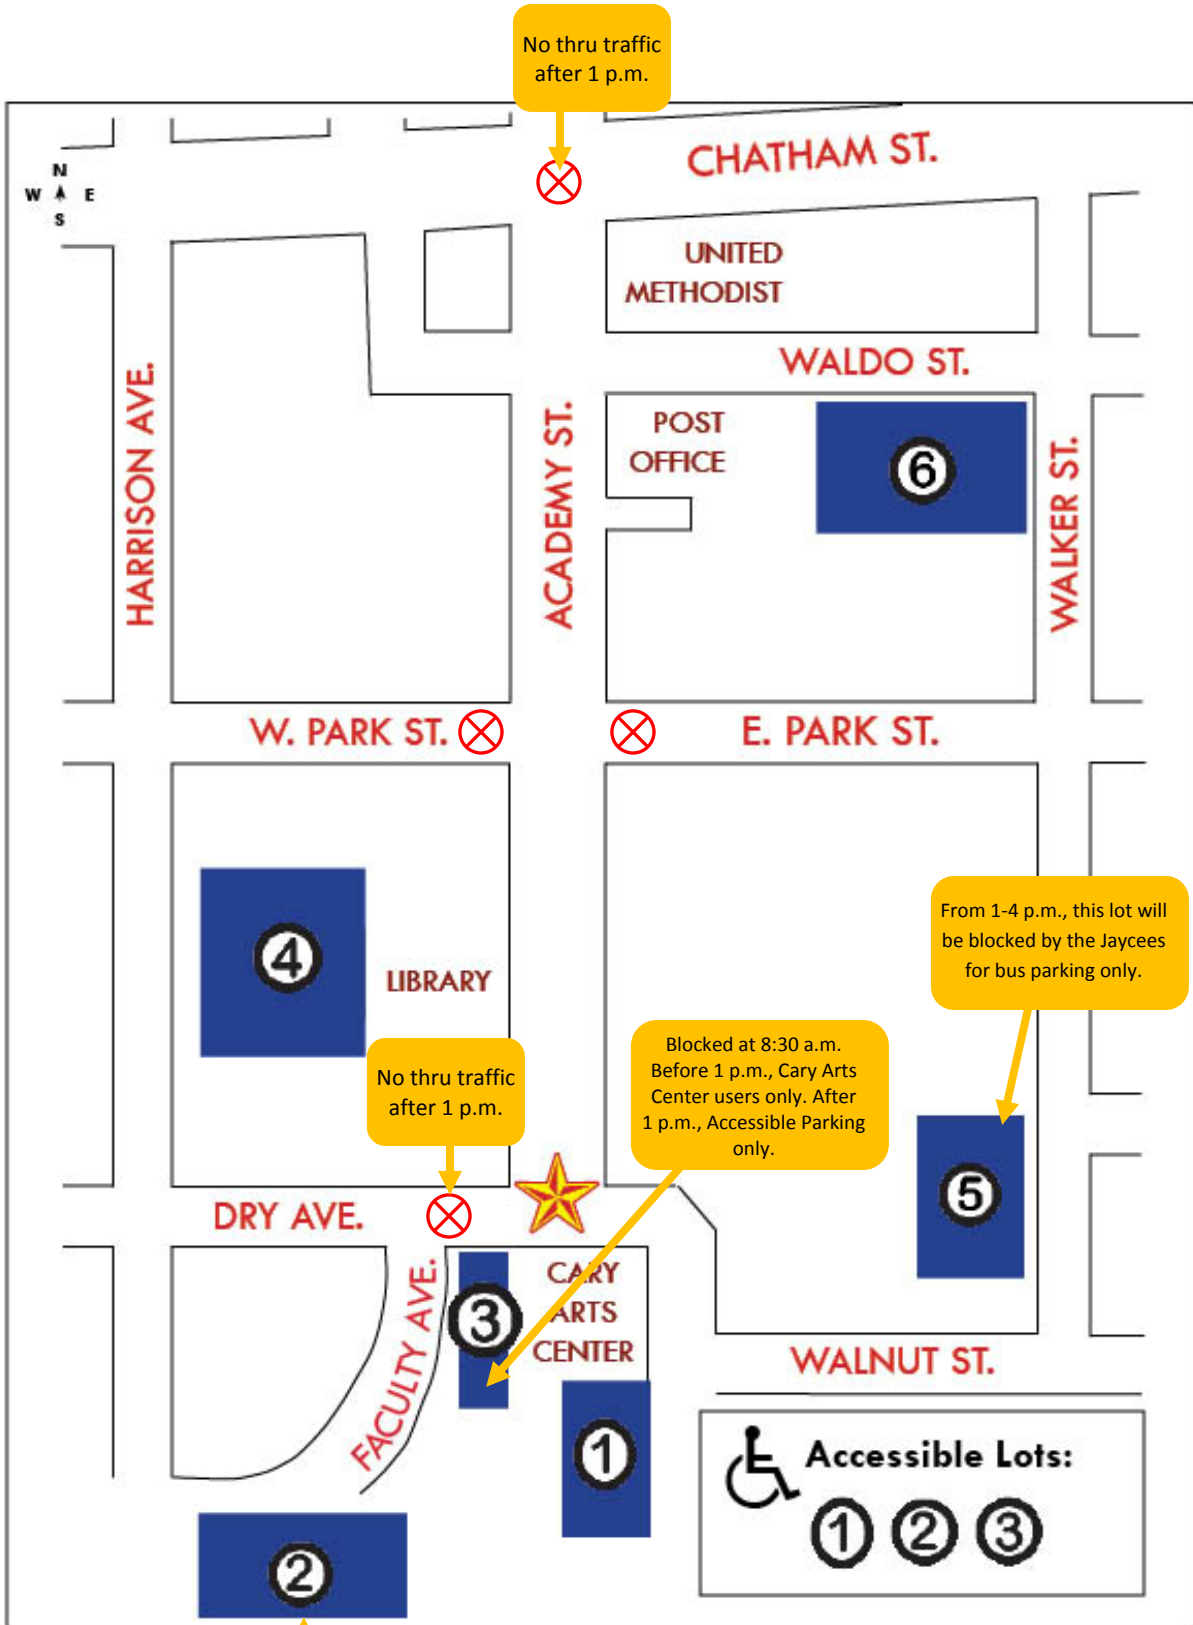 No thru traffic
after 1 p.m.
CHATHAM ST.
N
W E
S
UNITED
METHODIST
WALDO ST.
HARRISON AVE.
ACADEMY ST.
POST
OFFICE
6
WALKER ST.
W. PARK ST.
E. PARK ST.
4
LIBRARY
From 1-4 p.m., this lot will
be blocked by the Jaycees
for bus parking only.
No thru traffic
after 1 p.m.
Blocked at 8:30 a.m.
Before 1 p.m., Cary Arts
Center users only. After
1 p.m., Accessible Parking
only.
5
DRY AVE.
FACULTY AVE.
3
CARY
ARTS
CENTER
WALNUT ST.
1
2
Accessible Lots:
1 2 3